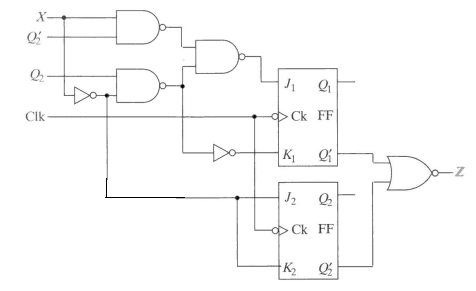 X
Q₂′
Q₂
Clk
J₁ Q₁
Ck FF
K₁ Q₁′
Z
J₂ Q₂
Ck FF
K₂ Q₂′